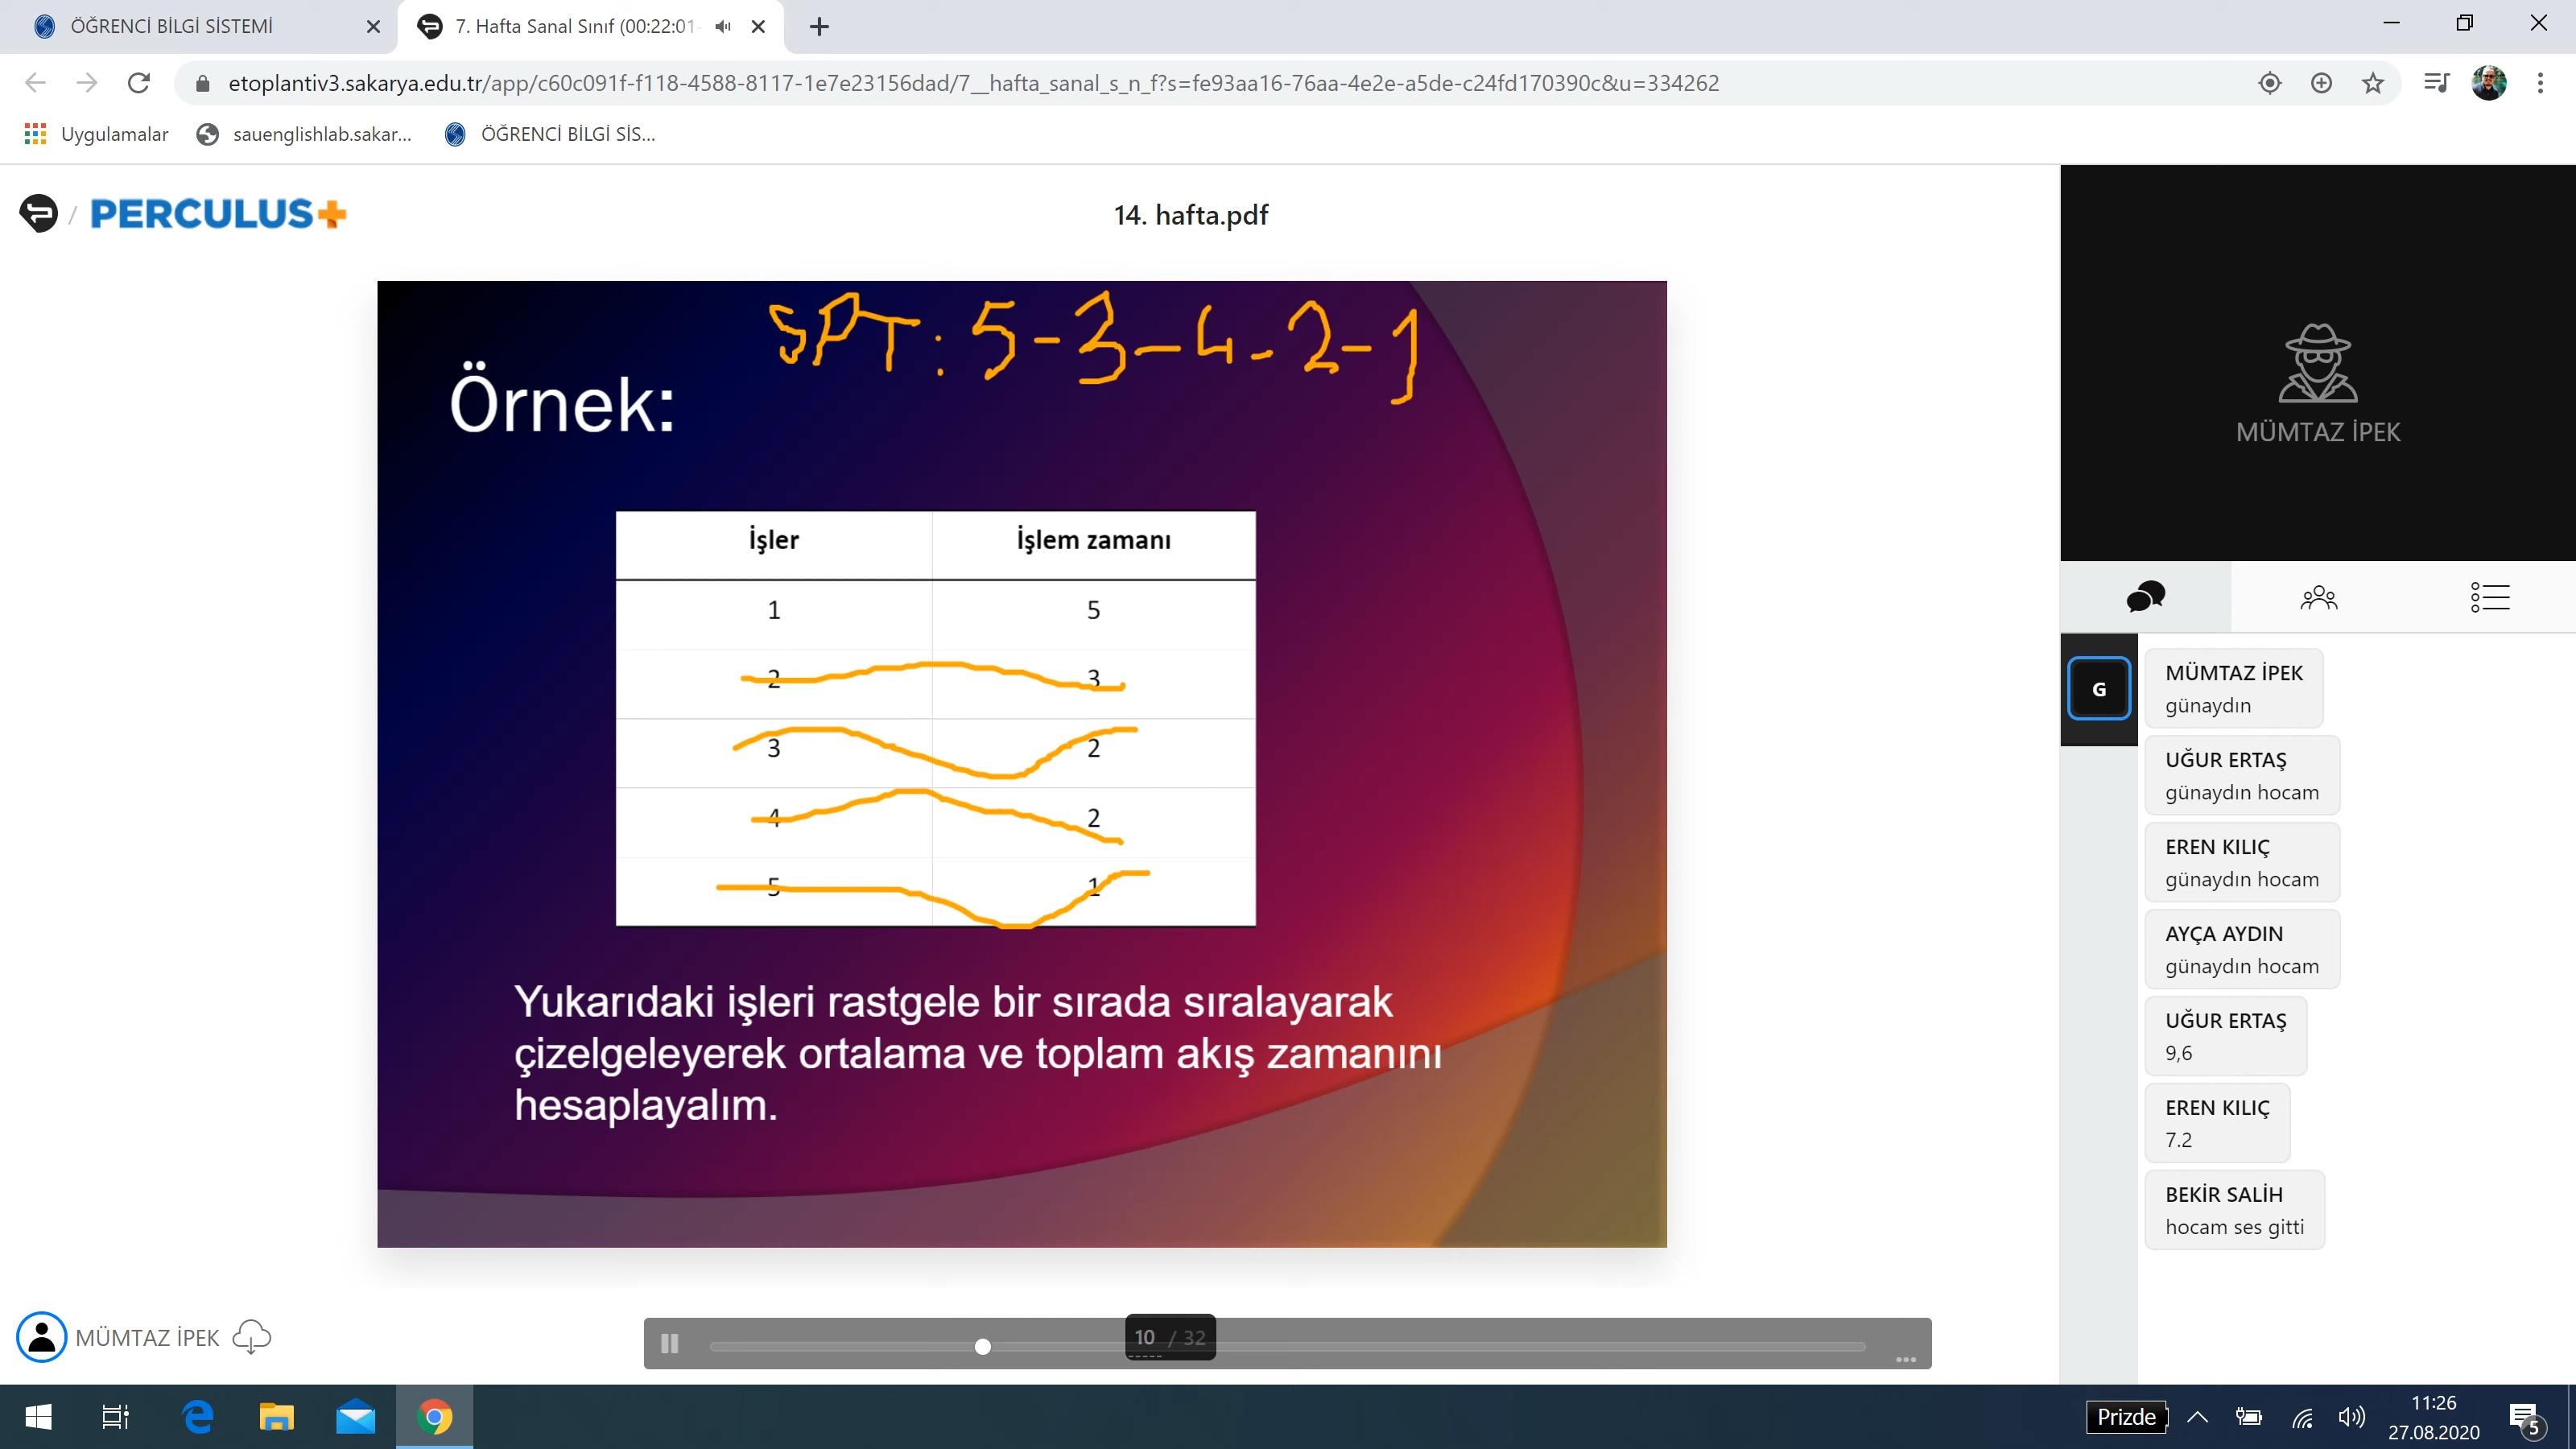 ÖĞRENCİ BİLGİ SİSTEMİ
7. Hafta Sanal Sınıf (00:22:01-
etoplantiv3.sakarya.edu.tr/app/c60c091f-f118-4588-8117-1e7e23156dad/7__hafta_sanal_s_n_f?s=fe93aa16-76aa-4e2e-a5de-c24fd170390c&u=334262
Uygulamalar
sauenglishlab.sakar...
ÖĞRENCİ BİLGİ SİS...
/ PERCULUS+
14. hafta.pdf
SPT: 5-3-4-2-1
Örnek:
İşler İşlem zamanı
1 5
2 3
3 2
4 2
5 1
Yukarıdaki işleri rastgele bir sırada sıralayarak
çizelgeleyerek ortalama ve toplam akış zamanını
hesaplayalım.
MÜMTAZ İPEK
G
MÜMTAZ İPEK
günaydın
UĞUR ERTAŞ
günaydın hocam
EREN KILIÇ
günaydın hocam
AYÇA AYDIN
günaydın hocam
UĞUR ERTAŞ
9,6
EREN KILIÇ
7.2
BEKİR SALİH
hocam ses gitti
MÜMTAZ İPEK
10 / 32
Prizde
11:26
27.08.2020
5